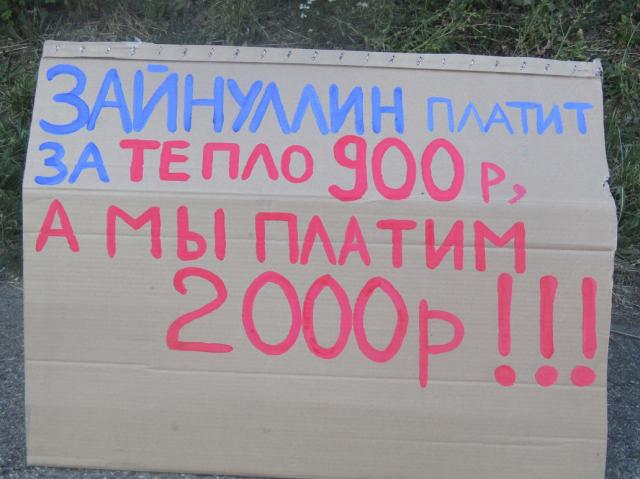 ЗАЙНУЛЛИН ПЛАТИТ
ЗА ТЕПЛО 900 р,
А МЫ ПЛАТИМ
2000р!!!